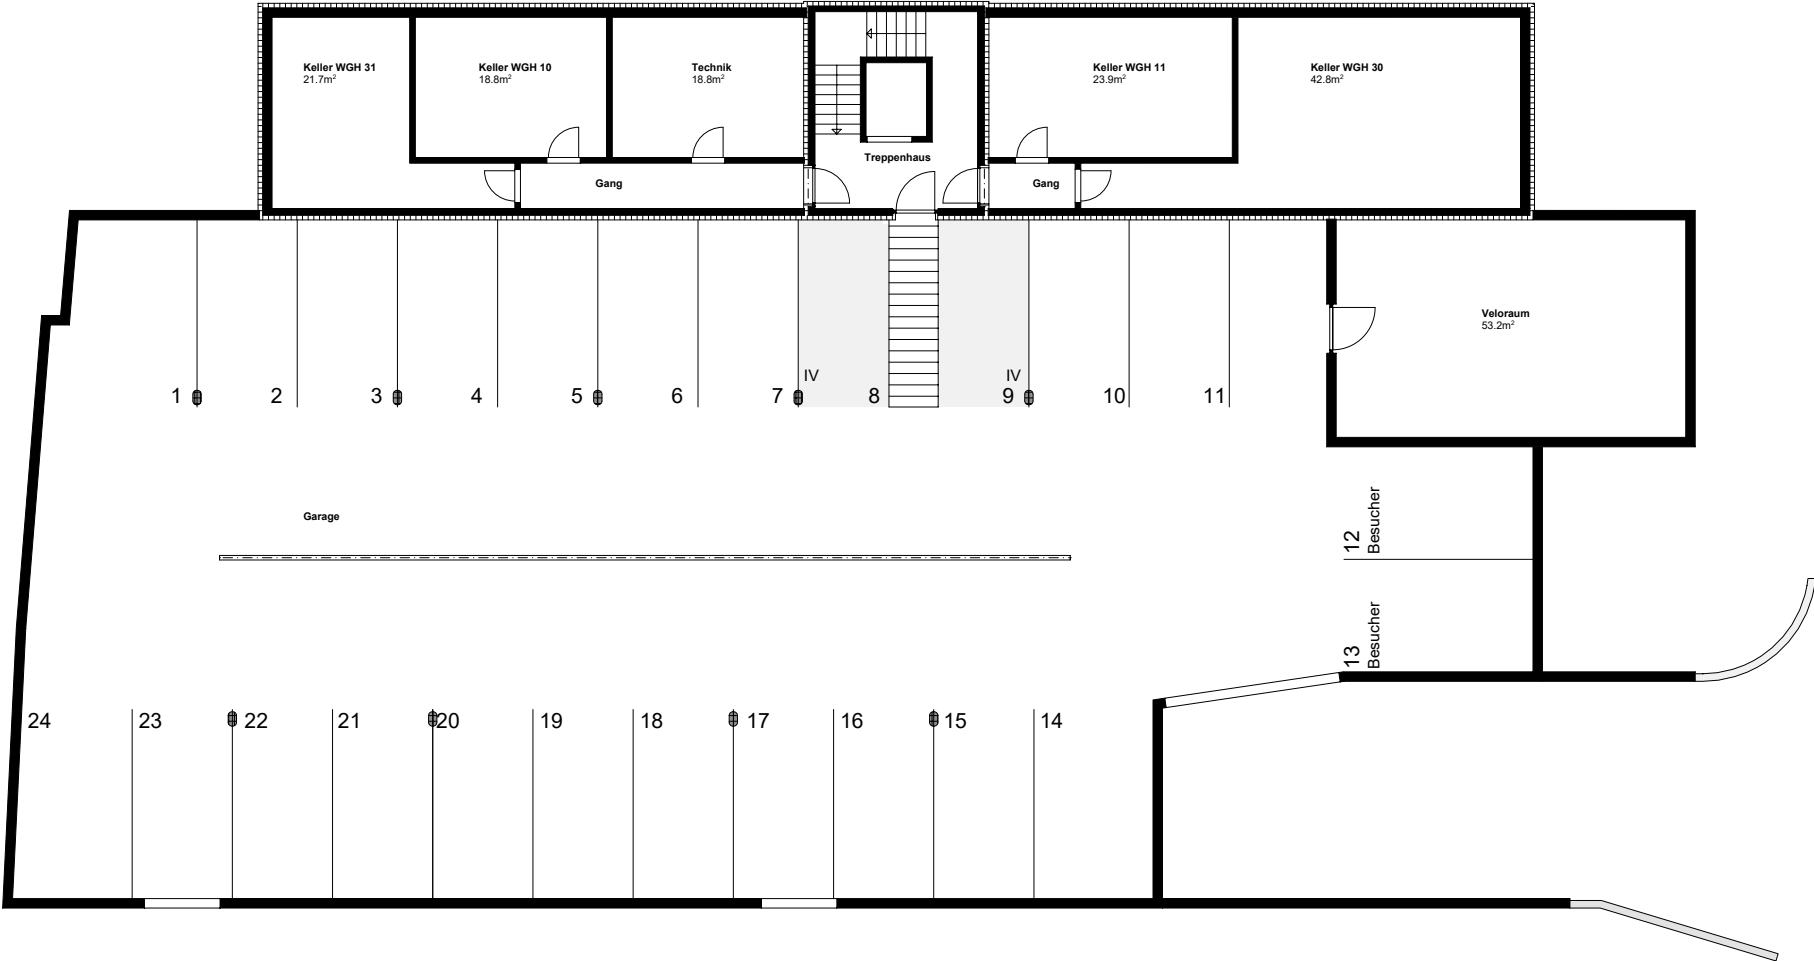 Keller WGH 31
21.7m²
Keller WGH 10
18.8m²
Technik
18.8m²
Keller WGH 11
23.9m²
Keller WGH 30
42.8m²
Treppenhaus
Gang
Gang
Veloraum
53.2m²
IV
IV
1
2
3
4
5
6
7
8
9
10
11
Garage
12
Besucher
13
Besucher
24
23
22
21
20
19
18
17
16
15
14